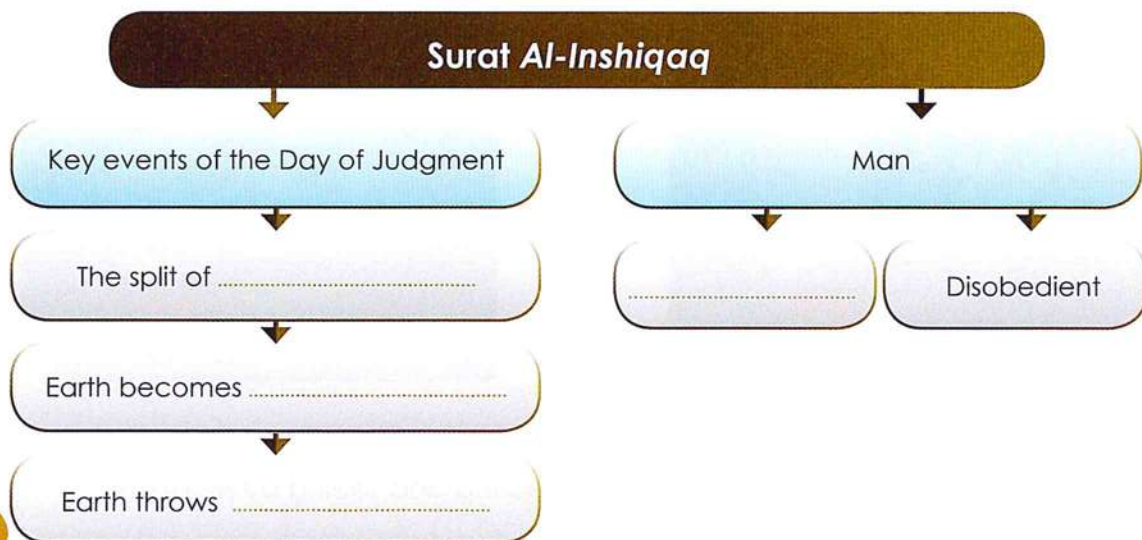 Surat Al-Inshiqaq
Key events of the Day of Judgment
The split of ................................
Earth becomes ................................
Earth throws ................................
Man
................................
Disobedient